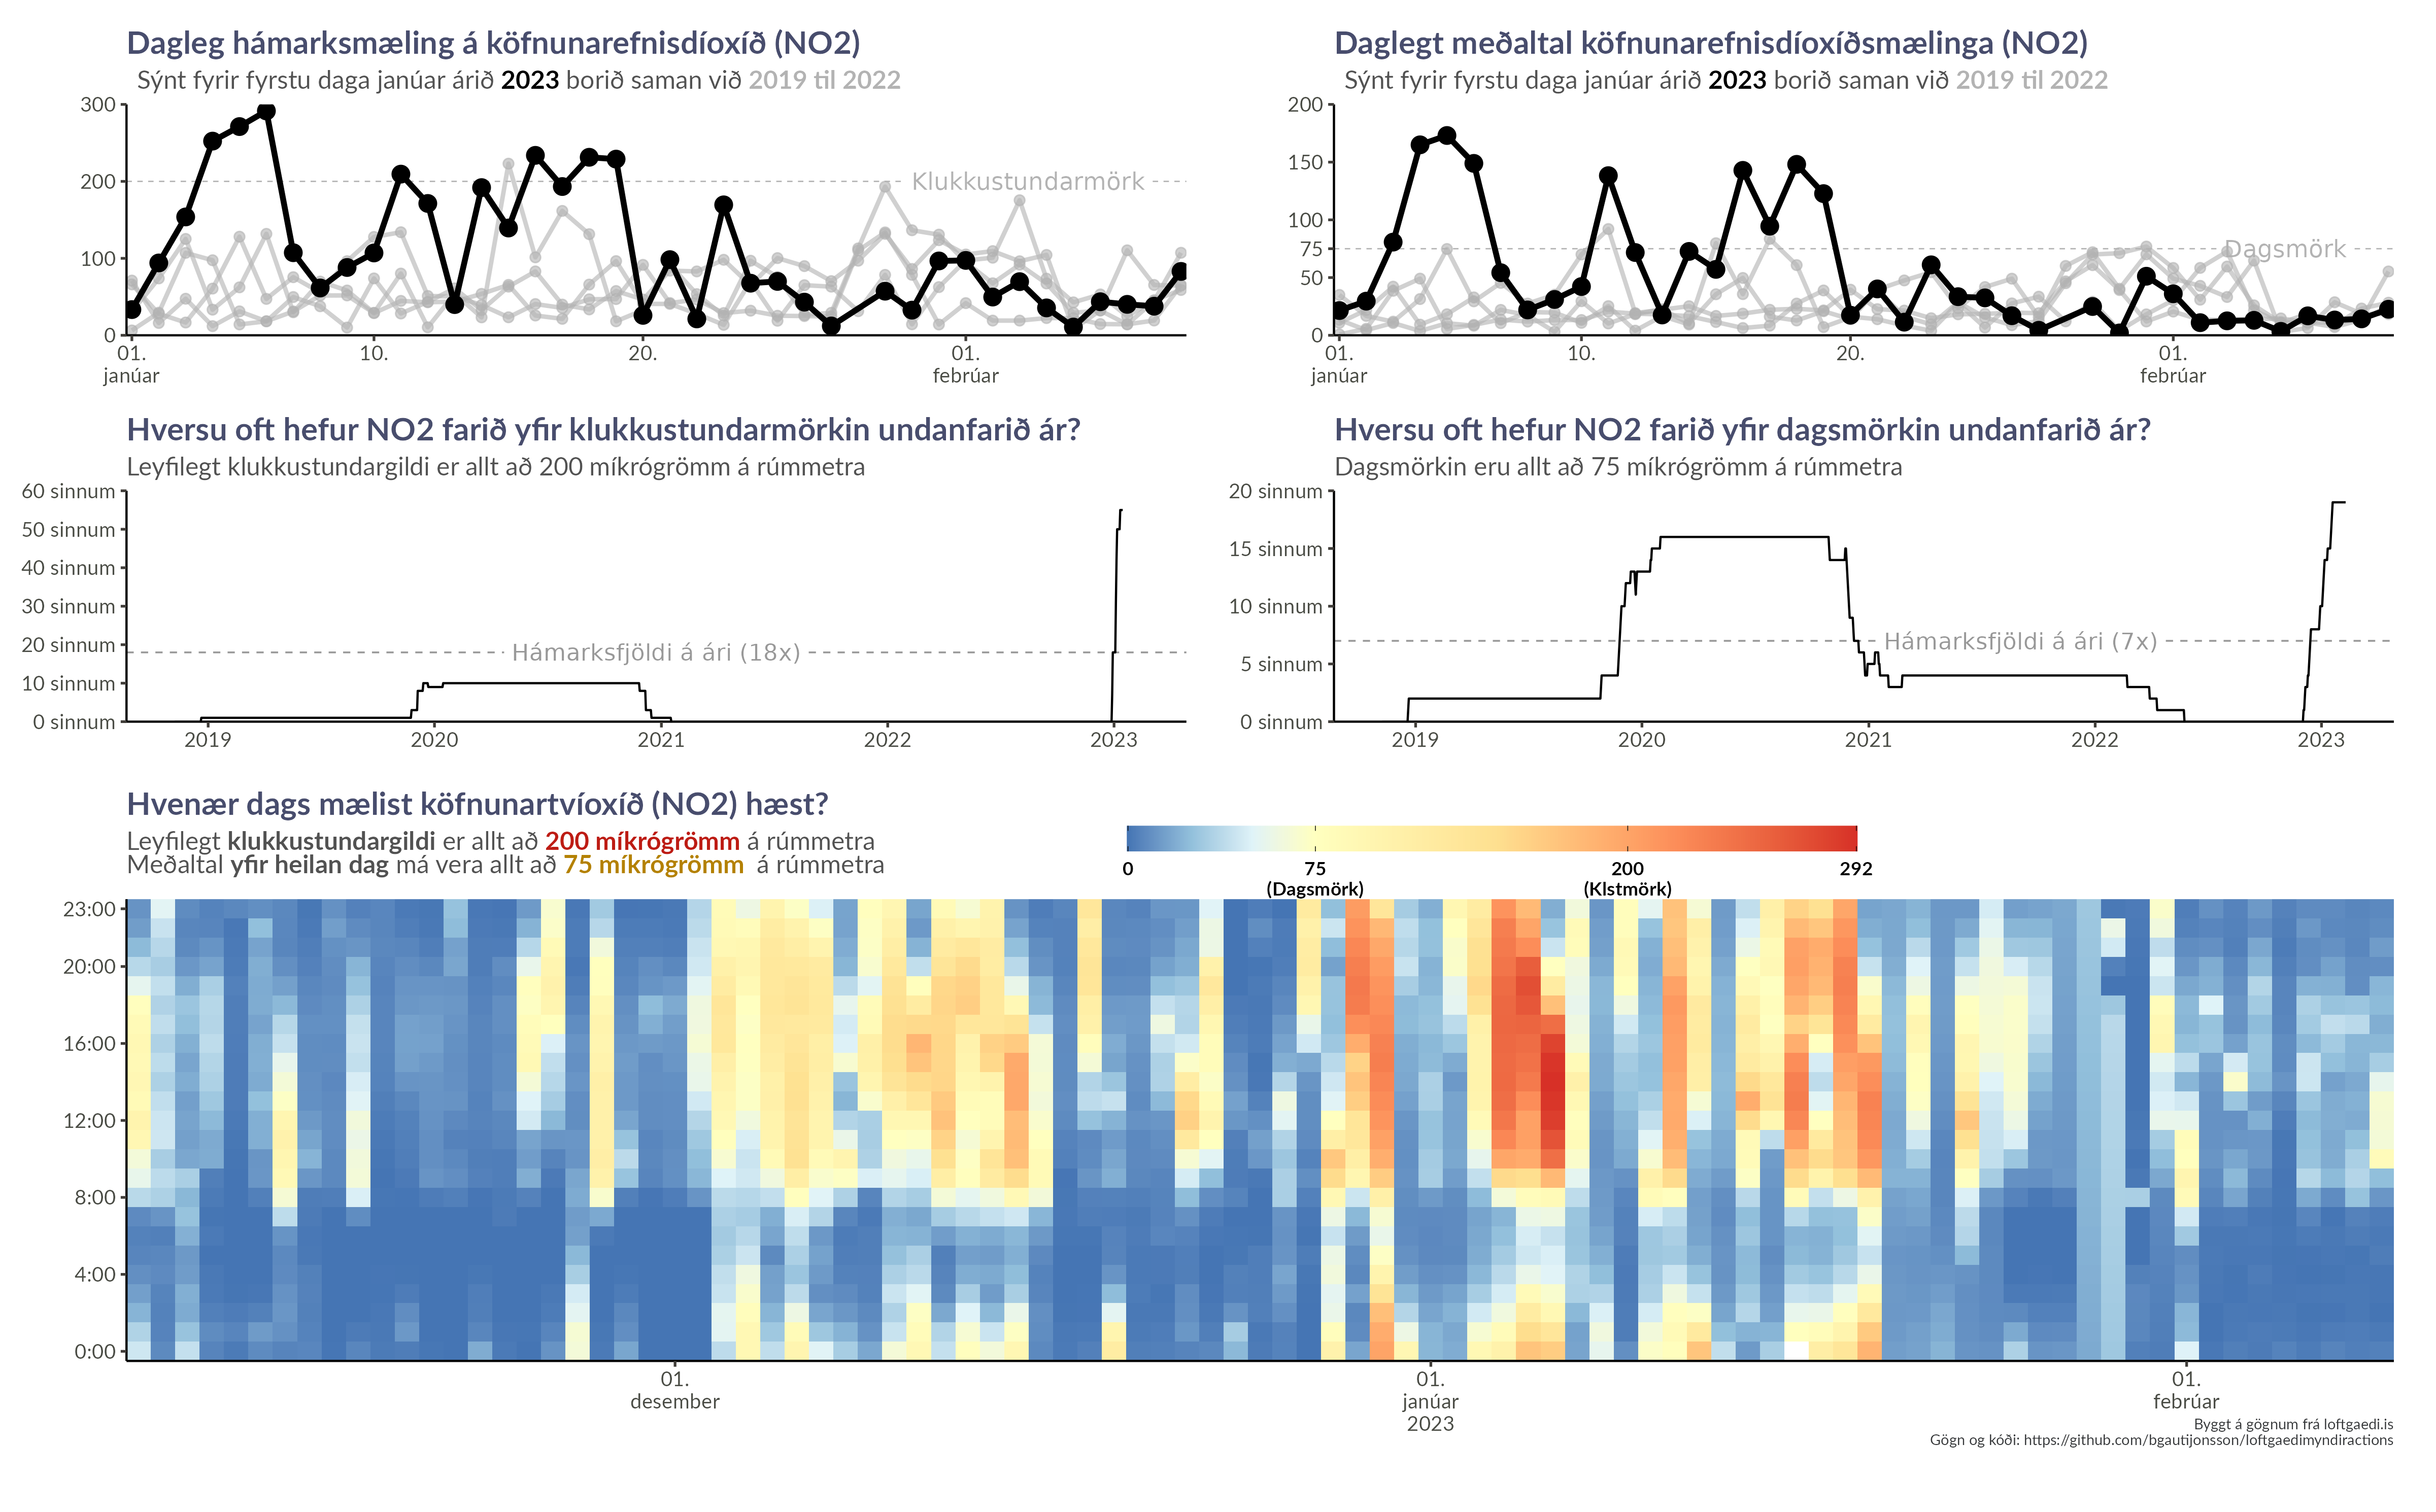 Dagleg hámarksmæling á köfnunarefnisdíoxíð (NO2)
Sýnt fyrir fyrstu daga janúar árið 2023 borið saman við 2019 til 2022
300
200
100
0
Klukkustundarmörk
01.
janúar
10.
20.
01.
febrúar
Daglegt meðaltal köfnunarefnisdíoxíðsmælinga (NO2)
Sýnt fyrir fyrstu daga janúar árið 2023 borið saman við 2019 til 2022
200
150
100
75
50
0
Dagsmörk
01.
janúar
10.
20.
01.
febrúar
Hversu oft hefur NO2 farið yfir klukkustundarmörkin undanfarið ár?
Leyfilegt klukkustundargildi er allt að 200 míkrógrömm á rúmmetra
60 sinnum
50 sinnum
40 sinnum
30 sinnum
20 sinnum
10 sinnum
0 sinnum
Hámarksfjöldi á ári (18x)
2019
2020
2021
2022
2023
Hversu oft hefur NO2 farið yfir dagsmörkin undanfarið ár?
Dagsmörkin eru allt að 75 míkrógrömm á rúmmetra
20 sinnum
15 sinnum
10 sinnum
5 sinnum
0 sinnum
Hámarksfjöldi á ári (7x)
2019
2020
2021
2022
2023
Hvenær dags mælist köfnunartvíoxíð (NO2) hæst?
Leyfilegt klukkustundargildi er allt að 200 míkrógrömm á rúmmetra
Meðaltal yfir heilan dag má vera allt að 75 míkrógrömm á rúmmetra
0
75
(Dagsmörk)
200
(Klstmörk)
292
23:00
20:00
16:00
12:00
8:00
4:00
0:00
01.
desember
01.
janúar
2023
01.
febrúar
Byggt á gögnum frá loftgaedi.is
Gögn og kóði: https://github.com/bgautijonsson/loftgaedimyndiractions